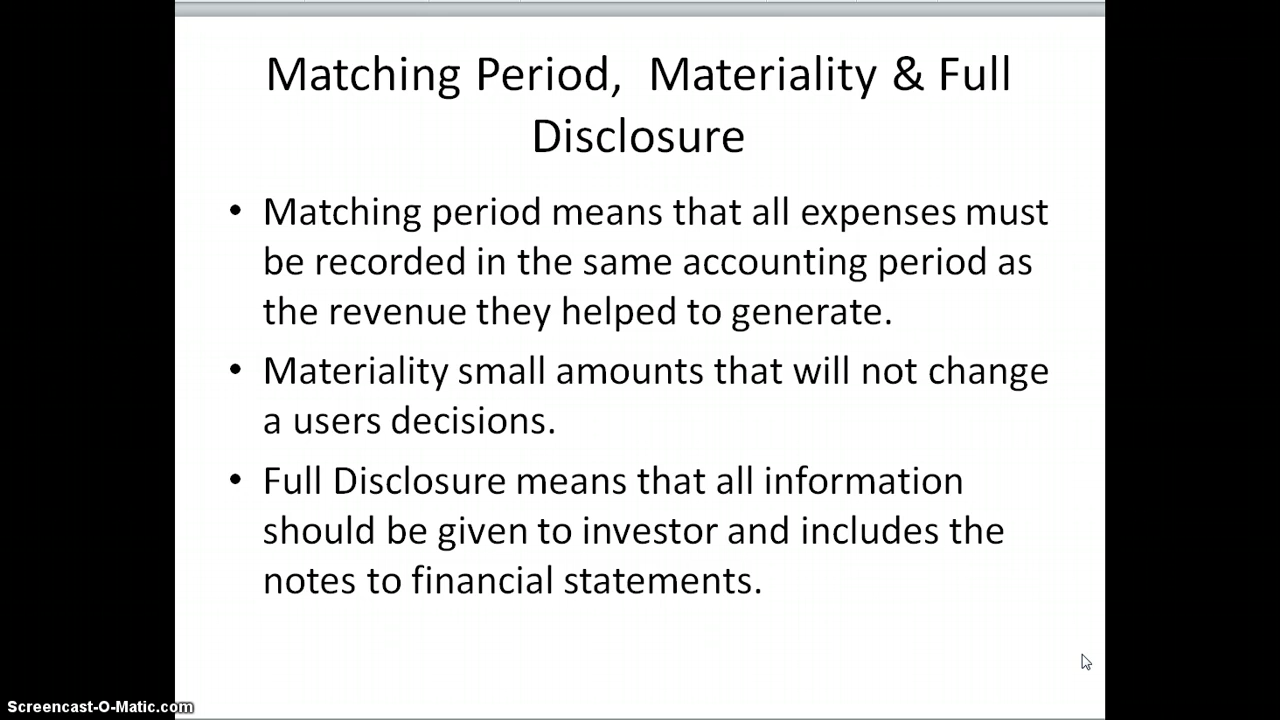 Matching Period,  Materiality & Full
Disclosure
• Matching period means that all expenses must
be recorded in the same accounting period as
the revenue they helped to generate.
• Materiality small amounts that will not change
a users decisions.
• Full Disclosure means that all information
should be given to investor and includes the
notes to financial statements.
Screencast-O-Matic.com